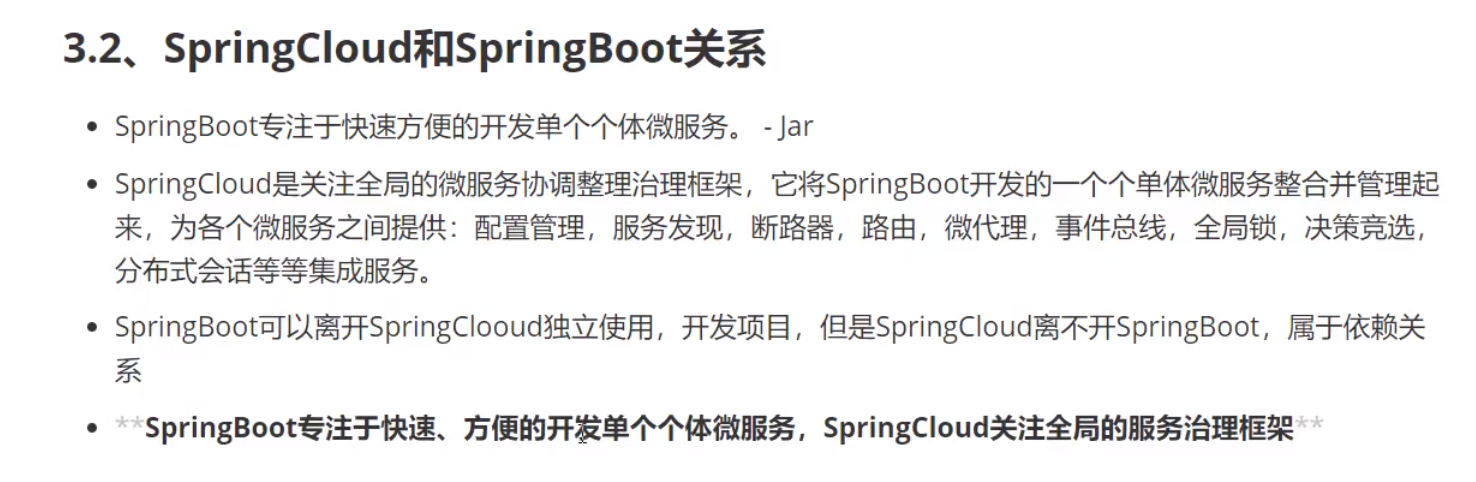 3.2、SpringCloud和SpringBoot关系
SpringBoot专注于快速方便的开发单个个体微服务。 - Jar
SpringCloud是关注全局的微服务协调整理治理框架，它将SpringBoot开发的一个个单体微服务整合并管理起
来，为各个微服务之间提供：配置管理，服务发现，断路器，路由，微代理，事件总线，全局锁，决策竞选，
分布式会话等等集成服务。
SpringBoot可以离开SpringClooud独立使用，开发项目，但是SpringCloud离不开SpringBoot，属于依赖关
系
**SpringBoot专注于快速、方便的开发单个个体微服务，SpringCloud关注全局的服务治理框架**